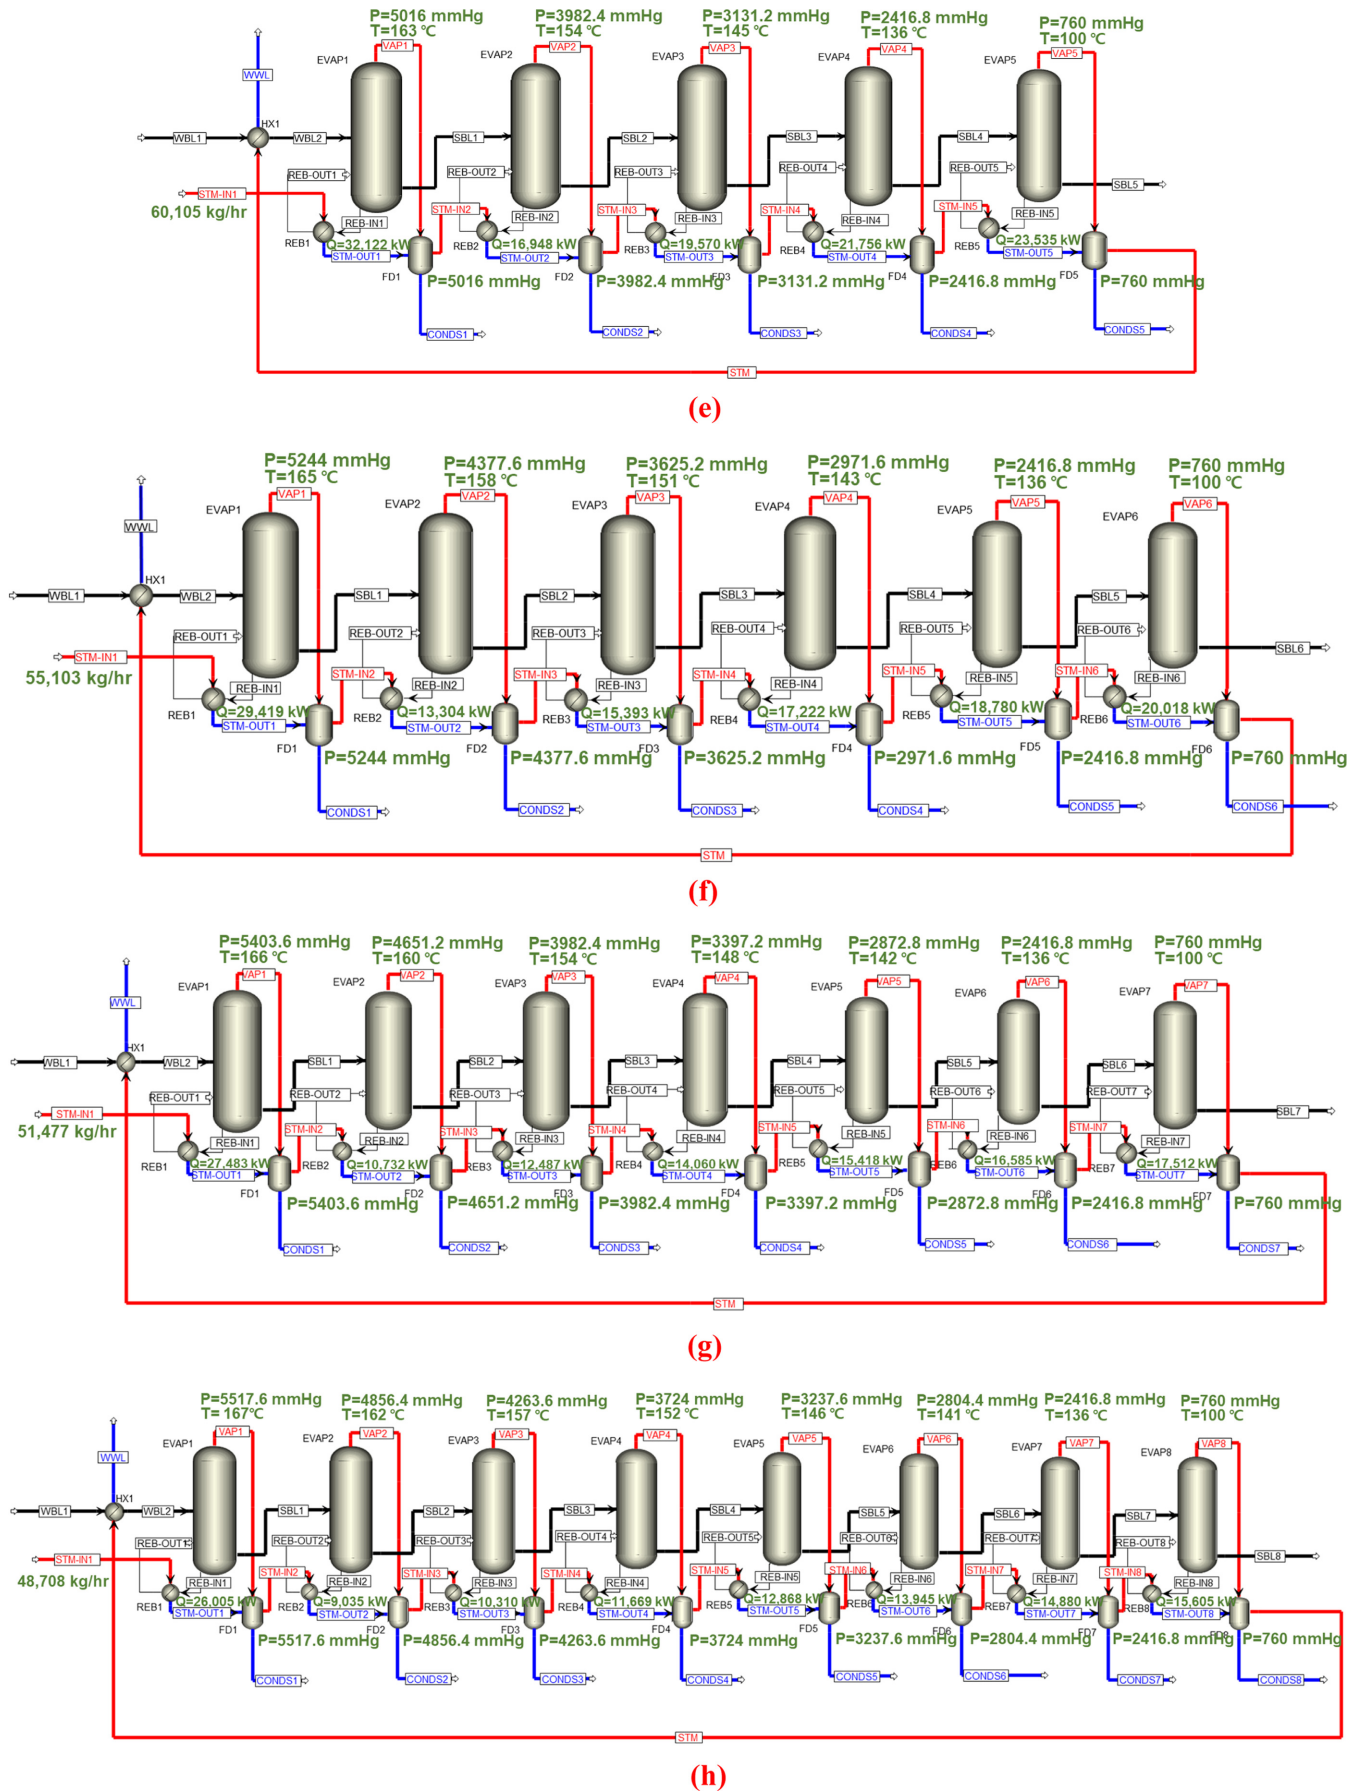 P=5016 mmHg P=3982.4 mmHg P=3131.2 mmHg P=2416.8 mmHg P=760 mmHg
T=163 ℃ T=154 ℃ T=145 ℃ T=136 ℃ T=100 ℃
VAP1 VAP2 VAP3 VAP4 VAP5
EVAP1 EVAP2 EVAP3 EVAP4 EVAP5
WWL
HX1
WBL1 WBL2 SBL1 SBL2 SBL3 SBL4
REB-OUT1 REB-OUT2 REB-OUT3 REB-OUT4 REB-OUT5
SBL5
STM-IN1 STM-IN2 STM-IN3 STM-IN4 STM-IN5
60,105 kg/hr
REB-IN1 REB-IN2 REB-IN3 REB-IN4 REB-IN5
REB1 REB2 REB3 REB4 REB5
Q=32,122 kW Q=16,948 kW Q=19,570 kW Q=21,756 kW Q=23,535 kW
STM-OUT1 STM-OUT2 STM-OUT3 STM-OUT4 STM-OUT5
FD1 FD2 FD3 FD4 FD5
P=5016 mmHg P=3982.4 mmHg P=3131.2 mmHg P=2416.8 mmHg P=760 mmHg
CONDS1 CONDS2 CONDS3 CONDS4 CONDS5
STM
(e)
P=5244 mmHg P=4377.6 mmHg P=3625.2 mmHg P=2971.6 mmHg P=2416.8 mmHg P=760 mmHg
T=165 ℃ T=158 ℃ T=151 ℃ T=143 ℃ T=136 ℃ T=100 ℃
VAP1 VAP2 VAP3 VAP4 VAP5 VAP6
EVAP1 EVAP2 EVAP3 EVAP4 EVAP5 EVAP6
WWL
HX1
WBL1 WBL2 SBL1 SBL2 SBL3 SBL4 SBL5
REB-OUT1 REB-OUT2 REB-OUT3 REB-OUT4 REB-OUT5 REB-OUT6
SBL6
STM-IN1 STM-IN2 STM-IN3 STM-IN4 STM-IN5 STM-IN6
55,103 kg/hr
REB-IN1 REB-IN2 REB-IN3 REB-IN4 REB-IN5 REB-IN6
REB1 REB2 REB3 REB4 REB5 REB6
Q=29,419 kW Q=13,304 kW Q=15,393 kW Q=17,222 kW Q=18,780 kW Q=20,018 kW
STM-OUT1 STM-OUT2 STM-OUT3 STM-OUT4 STM-OUT5 STM-OUT6
FD1 FD2 FD3 FD4 FD5 FD6
P=5244 mmHg P=4377.6 mmHg P=3625.2 mmHg P=2971.6 mmHg P=2416.8 mmHg P=760 mmHg
CONDS1 CONDS2 CONDS3 CONDS4 CONDS5 CONDS6
STM
(f)
P=5403.6 mmHg P=4651.2 mmHg P=3982.4 mmHg P=3397.2 mmHg P=2872.8 mmHg P=2416.8 mmHg P=760 mmHg
T=166 ℃ T=160 ℃ T=154 ℃ T=148 ℃ T=142 ℃ T=136 ℃ T=100 ℃
VAP1 VAP2 VAP3 VAP4 VAP5 VAP6 VAP7
EVAP1 EVAP2 EVAP3 EVAP4 EVAP5 EVAP6 EVAP7
WWL
HX1
WBL1 WBL2 SBL1 SBL2 SBL3 SBL4 SBL5 SBL6
REB-OUT1 REB-OUT2 REB-OUT3 REB-OUT4 REB-OUT5 REB-OUT6 REB-OUT7
SBL7
STM-IN1 STM-IN2 STM-IN3 STM-IN4 STM-IN5 STM-IN6 STM-IN7
51,477 kg/hr
REB-IN1 REB-IN2 REB-IN3 REB-IN4 REB-IN5 REB-IN6 REB-IN7
REB1 REB2 REB3 REB4 REB5 REB6 REB7
Q=27,483 kW Q=10,732 kW Q=12,487 kW Q=14,060 kW Q=15,418 kW Q=16,585 kW Q=17,512 kW
STM-OUT1 STM-OUT2 STM-OUT3 STM-OUT4 STM-OUT5 STM-OUT6 STM-OUT7
FD1 FD2 FD3 FD4 FD5 FD6 FD7
P=5403.6 mmHg P=4651.2 mmHg P=3982.4 mmHg P=3397.2 mmHg P=2872.8 mmHg P=2416.8 mmHg P=760 mmHg
CONDS1 CONDS2 CONDS3 CONDS4 CONDS5 CONDS6 CONDS7
STM
(g)
P=5517.6 mmHg P=4856.4 mmHg P=4263.6 mmHg P=3724 mmHg P=3237.6 mmHg P=2804.4 mmHg P=2416.8 mmHg P=760 mmHg
T= 167℃ T=162 ℃ T=157 ℃ T=152 ℃ T=146 ℃ T=141 ℃ T=136 ℃ T=100 ℃
VAP1 VAP2 VAP3 VAP4 VAP5 VAP6 VAP7 VAP8
EVAP1 EVAP2 EVAP3 EVAP4 EVAP5 EVAP6 EVAP7 EVAP8
WWL
HX1
WBL1 WBL2 SBL1 SBL2 SBL3 SBL4 SBL5 SBL6 SBL7
REB-OUT1 REB-OUT2 REB-OUT3 REB-OUT4 REB-OUT5 REB-OUT6 REB-OUT7 REB-OUT8
SBL8
STM-IN1 STM-IN2 STM-IN3 STM-IN4 STM-IN5 STM-IN6 STM-IN7 STM-IN8
48,708 kg/hr
REB-IN1 REB-IN2 REB-IN3 REB-IN4 REB-IN5 REB-IN6 REB-IN7 REB-IN8
REB1 REB2 REB3 REB4 REB5 REB6 REB7 REB8
Q=26,005 kW Q=9,035 kW Q=10,310 kW Q=11,669 kW Q=12,868 kW Q=13,945 kW Q=14,880 kW Q=15,605 kW
STM-OUT1 STM-OUT2 STM-OUT3 STM-OUT4 STM-OUT5 STM-OUT6 STM-OUT7 STM-OUT8
FD1 FD2 FD3 FD4 FD5 FD6 FD7 FD8
P=5517.6 mmHg P=4856.4 mmHg P=4263.6 mmHg P=3724 mmHg P=3237.6 mmHg P=2804.4 mmHg P=2416.8 mmHg P=760 mmHg
CONDS1 CONDS2 CONDS3 CONDS4 CONDS5 CONDS6 CONDS7 CONDS8
STM
(h)